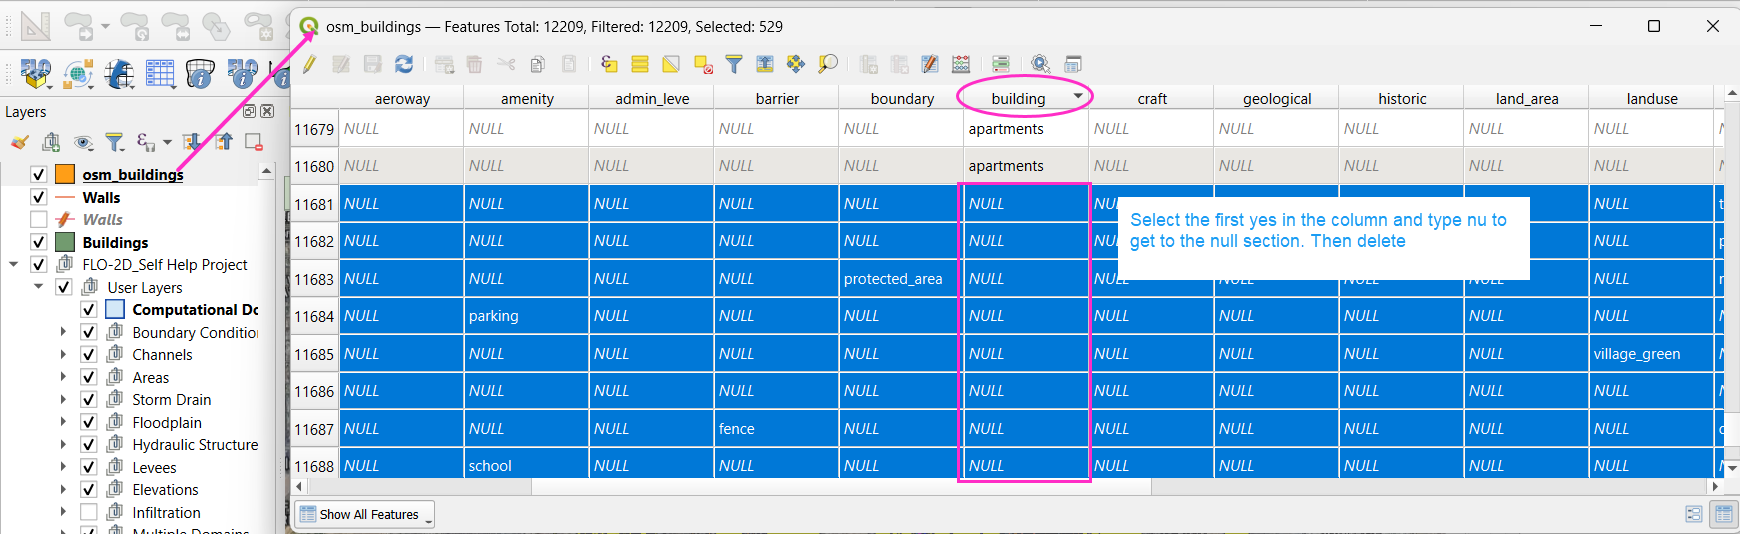 osm_buildings — Features Total: 12209, Filtered: 12209, Selected: 529
Layers
osm_buildings
Walls
Walls
Buildings
FLO-2D_Self Help Project
User Layers
Computational Dc
Boundary Condition
Channels
Areas
Storm Drain
Floodplain
Hydraulic Structure
Levees
Elevations
Infiltration
Multiple Domains
aeroway amenity admin_leve barrier boundary building craft geological historic land_area landuse
11679 NULL NULL NULL NULL NULL apartments NULL NULL NULL NULL NULL
11680 NULL NULL NULL NULL NULL apartments NULL NULL NULL NULL NULL
11681 NULL NULL NULL NULL NULL NULL NULL NULL t
11682 NULL NULL NULL NULL NULL NULL NULL NULL
11683 NULL NULL NULL NULL protected_area NULL NULL NULL NULL NULL NULL
11684 NULL parking NULL NULL NULL NULL NULL NULL NULL NULL NULL
11685 NULL NULL NULL NULL NULL NULL NULL NULL NULL NULL village_green
11686 NULL NULL NULL NULL NULL NULL NULL NULL NULL NULL NULL
11687 NULL NULL NULL fence NULL NULL NULL NULL NULL NULL NULL
11688 NULL school NULL NULL NULL NULL NULL NULL NULL NULL NULL
Select the first yes in the column and type nu to
get to the null section. Then delete
Show All Features